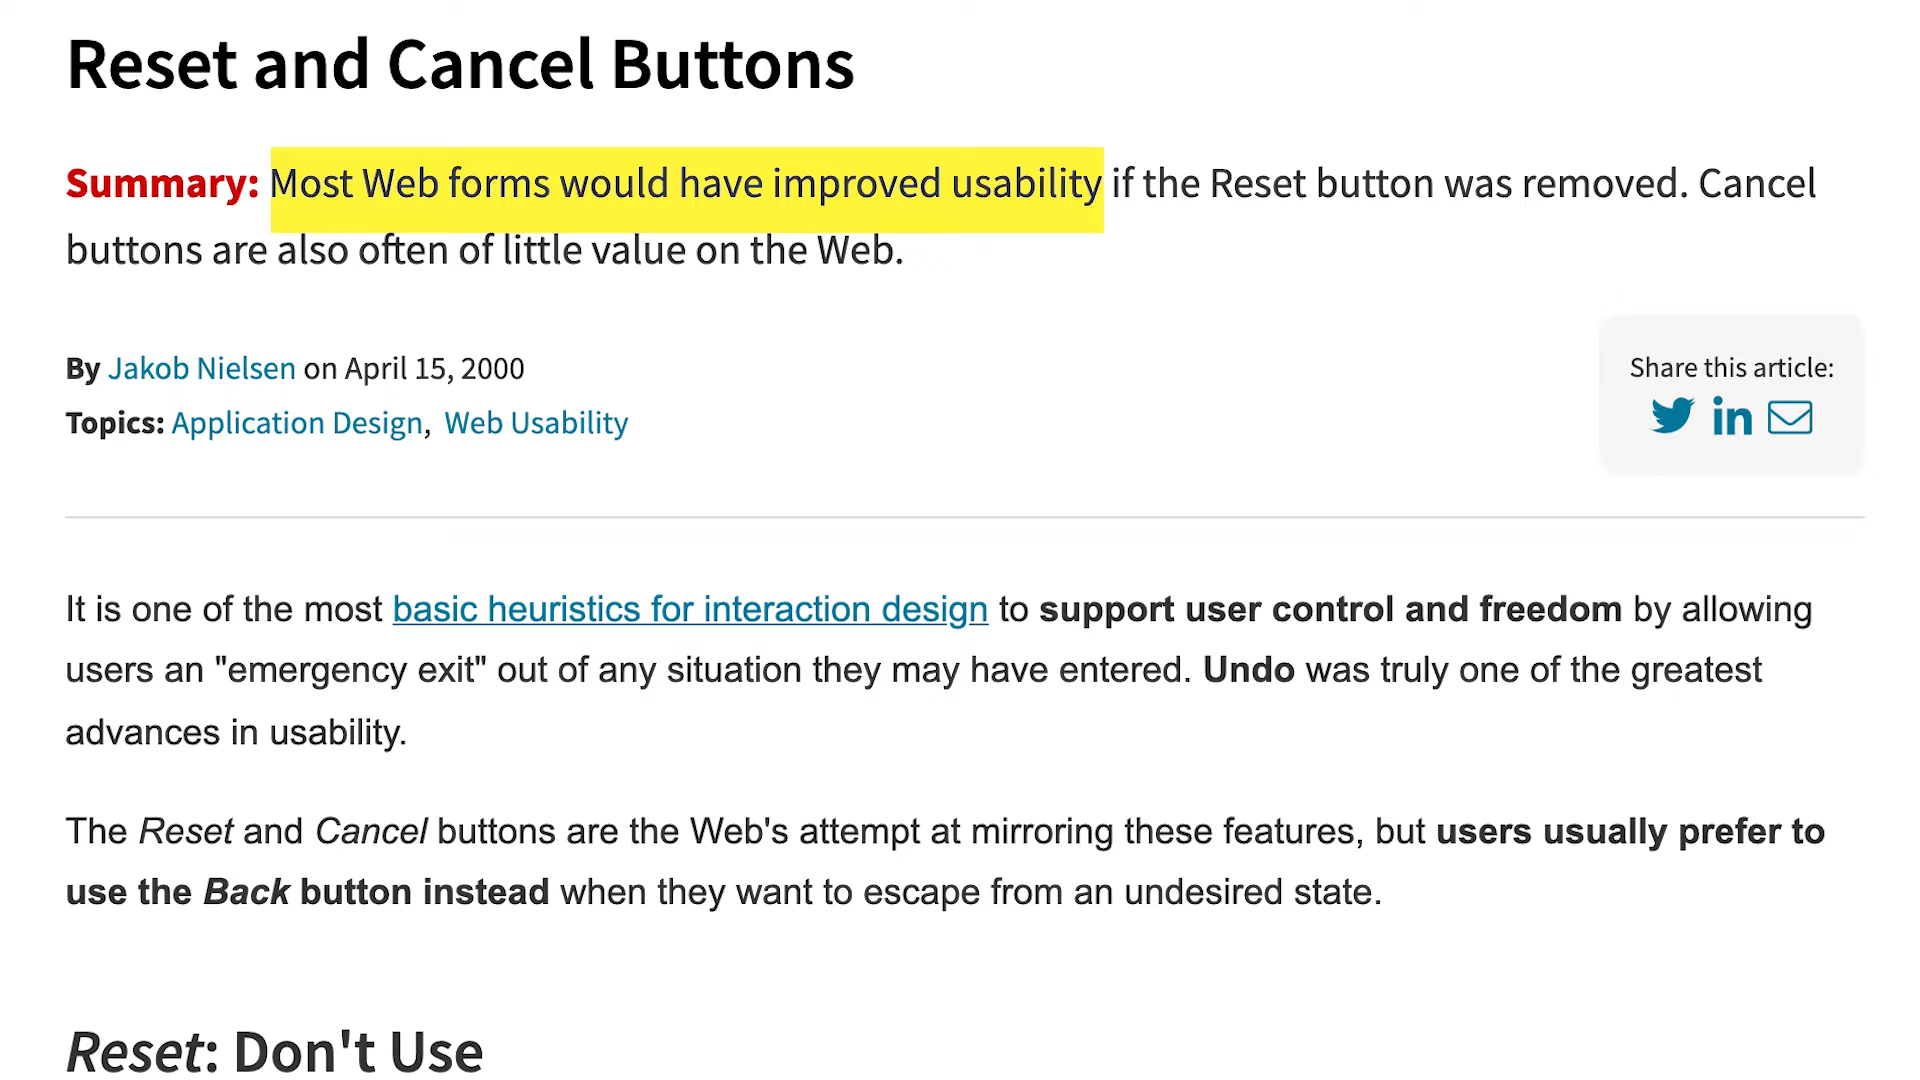 Reset and Cancel Buttons
Summary: Most Web forms would have improved usability if the Reset button was removed. Cancel
buttons are also often of little value on the Web.
By Jakob Nielsen on April 15, 2000
Topics: Application Design, Web Usability
Share this article:
in
It is one of the most basic heuristics for interaction design to support user control and freedom by allowing
users an "emergency exit" out of any situation they may have entered. Undo was truly one of the greatest
advances in usability.
The Reset and Cancel buttons are the Web's attempt at mirroring these features, but users usually prefer to
use the Back button instead when they want to escape from an undesired state.
Reset: Don't Use